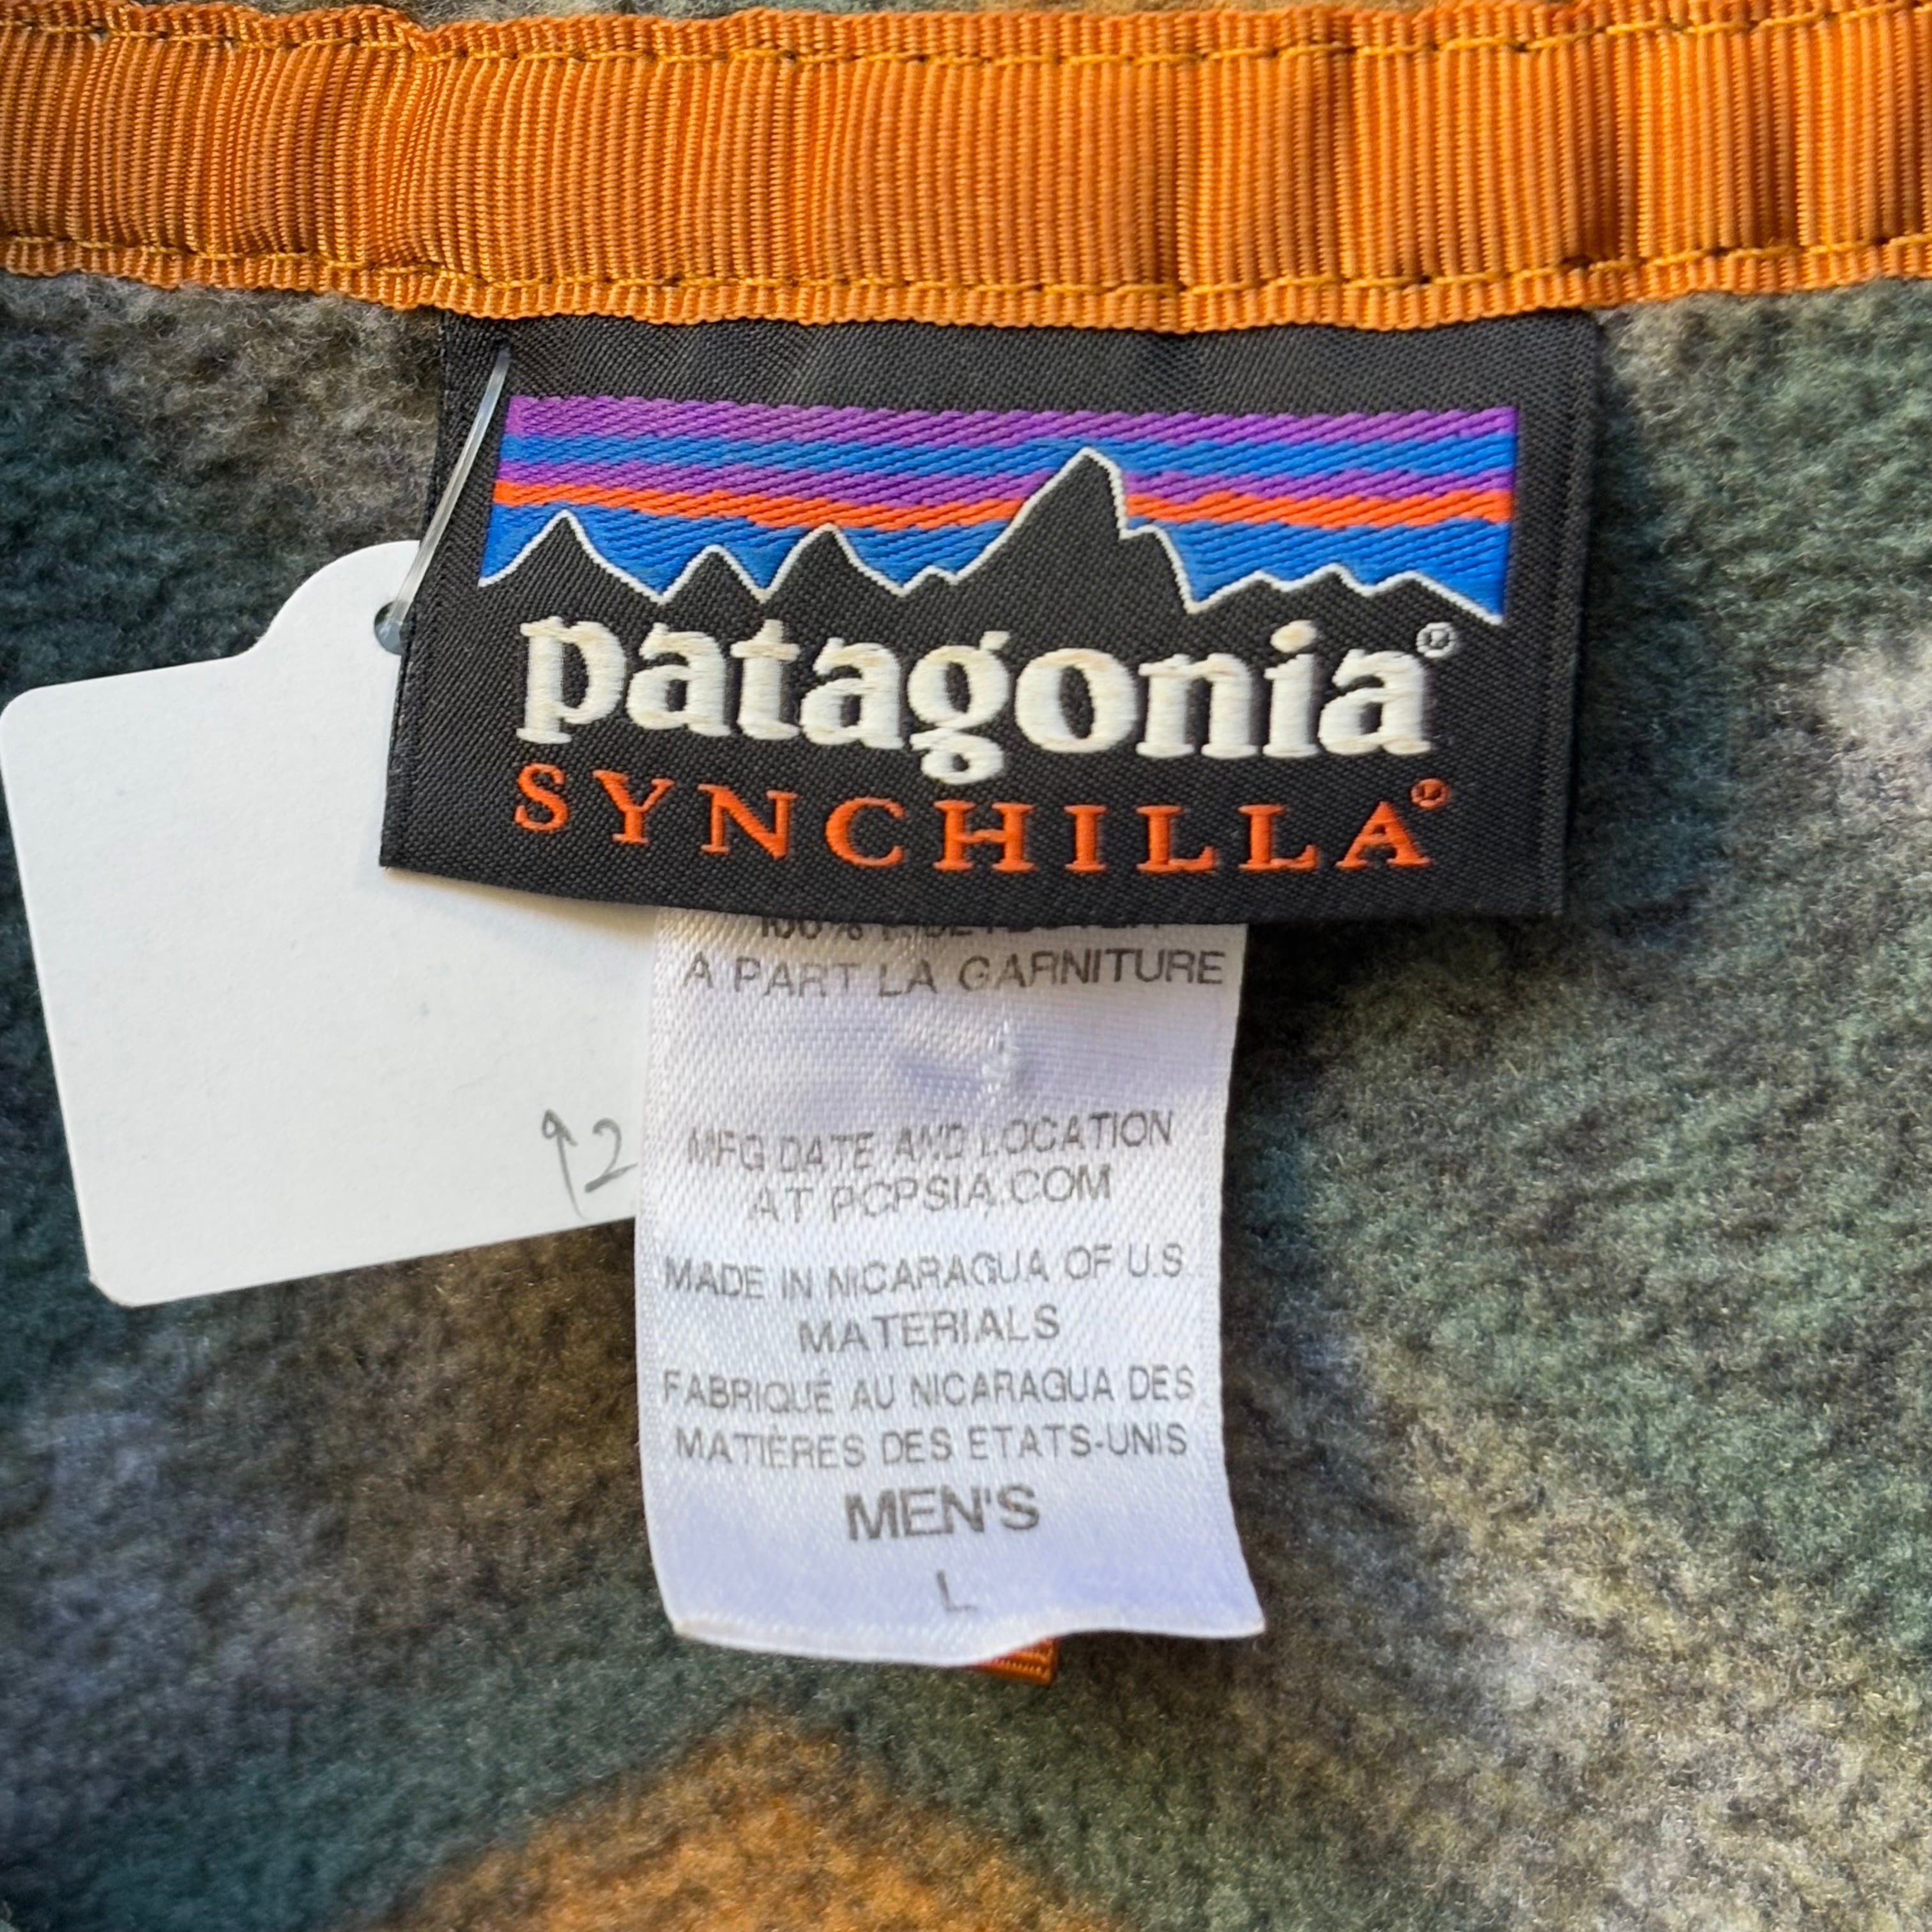 patagonia®
SYNCHILLA®
100%
A PART LA GARNITURE
MFG DATE AND LOCATION
AT PCPSIA.COM
MADE IN NICARAGUA OF U.S.
MATERIALS
FABRIQUÉ AU NICARAGUA DES
MATIÈRES DES ETATS-UNIS
MEN'S
L